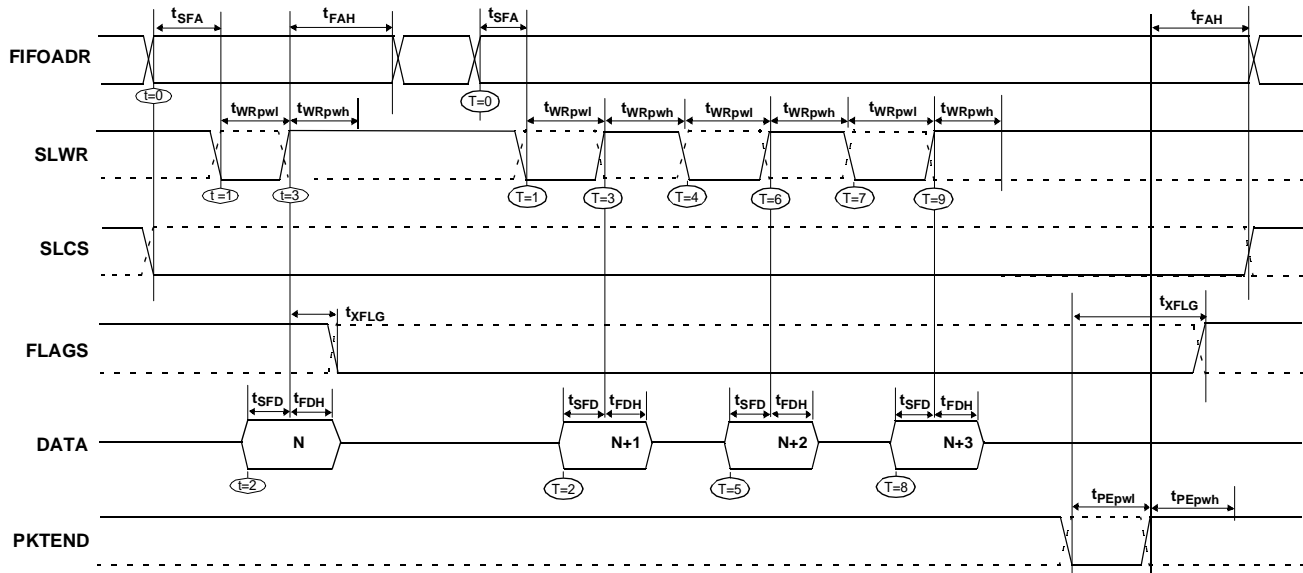 tSFA tFAH tSFA tFAH
FIFOADR
t=0 T=0
tWRpwl tWRpwh tWRpwl tWRpwh tWRpwl tWRpwh tWRpwl tWRpwh
SLWR
t =1 t=3 T=1 T=3 T=4 T=6 T=7 T=9
SLCS
tXFLG tXFLG
FLAGS
tSFD tFDH tSFD tFDH tSFD tFDH tSFD tFDH
DATA N N+1 N+2 N+3
t=2 T=2 T=5 T=8
tPEpwl tPEpwh
PKTEND